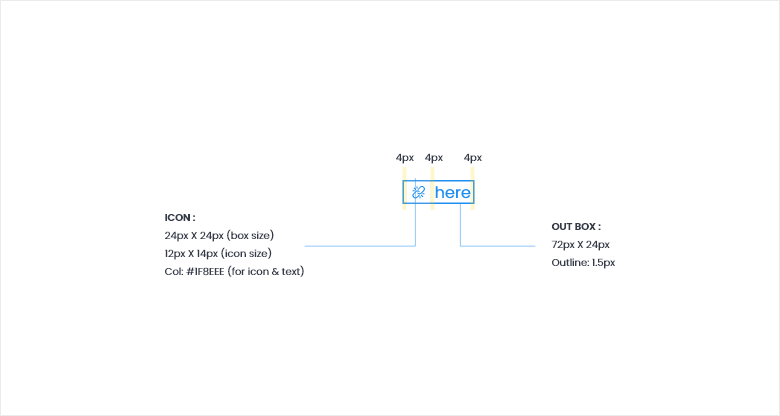 4px 4px 4px
here
ICON :
24px X 24px (box size)
12px X 14px (icon size)
Col: #1F8EEE (for icon & text)
OUT BOX :
72px X 24px
Outline: 1.5px